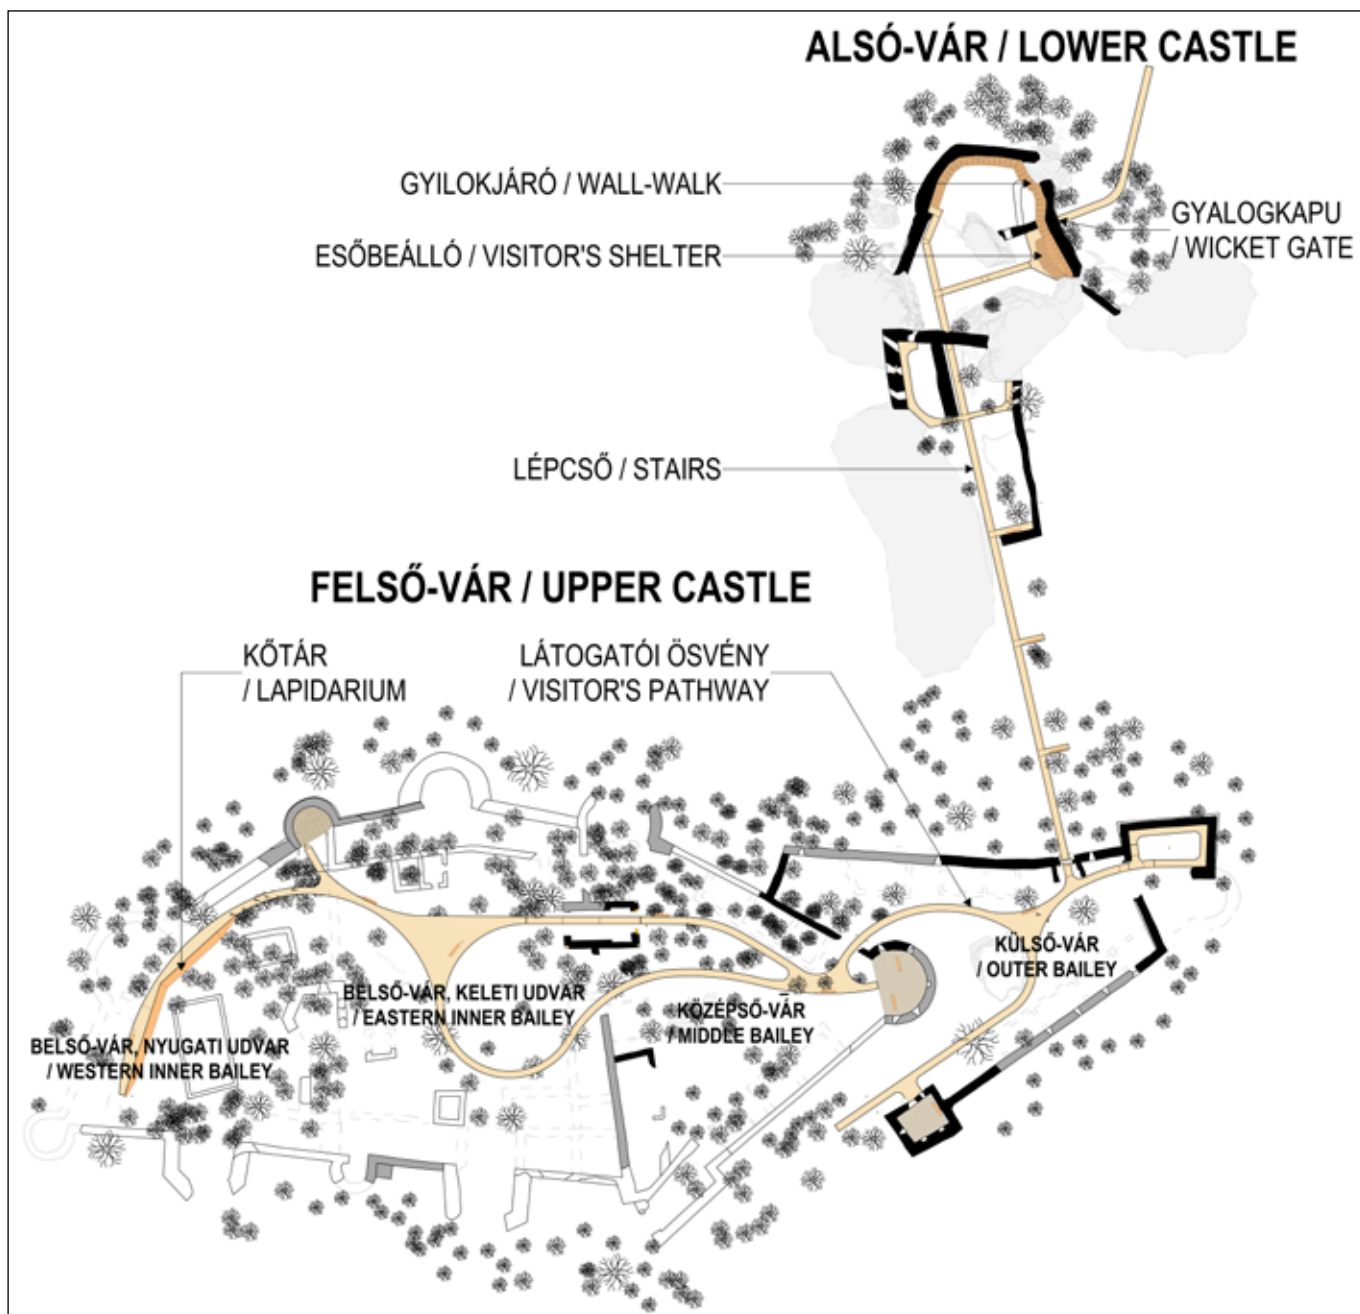 ALSÓ-VÁR / LOWER CASTLE
GYILOKJÁRÓ / WALL-WALK
GYALOGKAPU
/ WICKET GATE
ESŐBEÁLLÓ / VISITOR'S SHELTER
LÉPCSŐ / STAIRS
FELSŐ-VÁR / UPPER CASTLE
KŐTÁR
/ LAPIDARIUM
LÁTOGATÓI ÖSVÉNY
/ VISITOR'S PATHWAY
KÜLSŐ-VÁR
/ OUTER BAILEY
BELSŐ-VÁR, KELETI UDVAR
/ EASTERN INNER BAILEY
KÖZÉPSŐ-VÁR
/ MIDDLE BAILEY
BELSŐ-VÁR, NYUGATI UDVAR
/ WESTERN INNER BAILEY